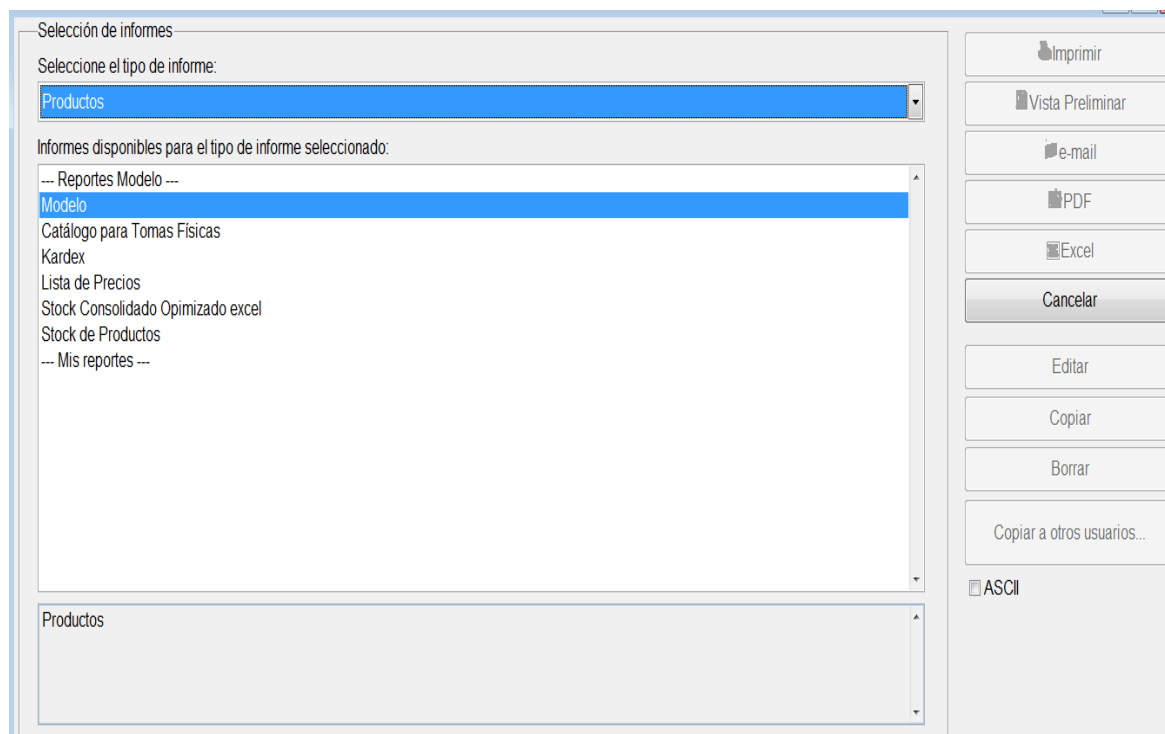 Selección de informes
Seleccione el tipo de informe:
Productos
Informes disponibles para el tipo de informe seleccionado:
--- Reportes Modelo ---
Modelo
Catálogo para Tomas Físicas
Kardex
Lista de Precios
Stock Consolidado Opimizado excel
Stock de Productos
--- Mis reportes ---
Productos
Imprimir
Vista Preliminar
e-mail
PDF
Excel
Cancelar
Editar
Copiar
Borrar
Copiar a otros usuarios...
ASCII